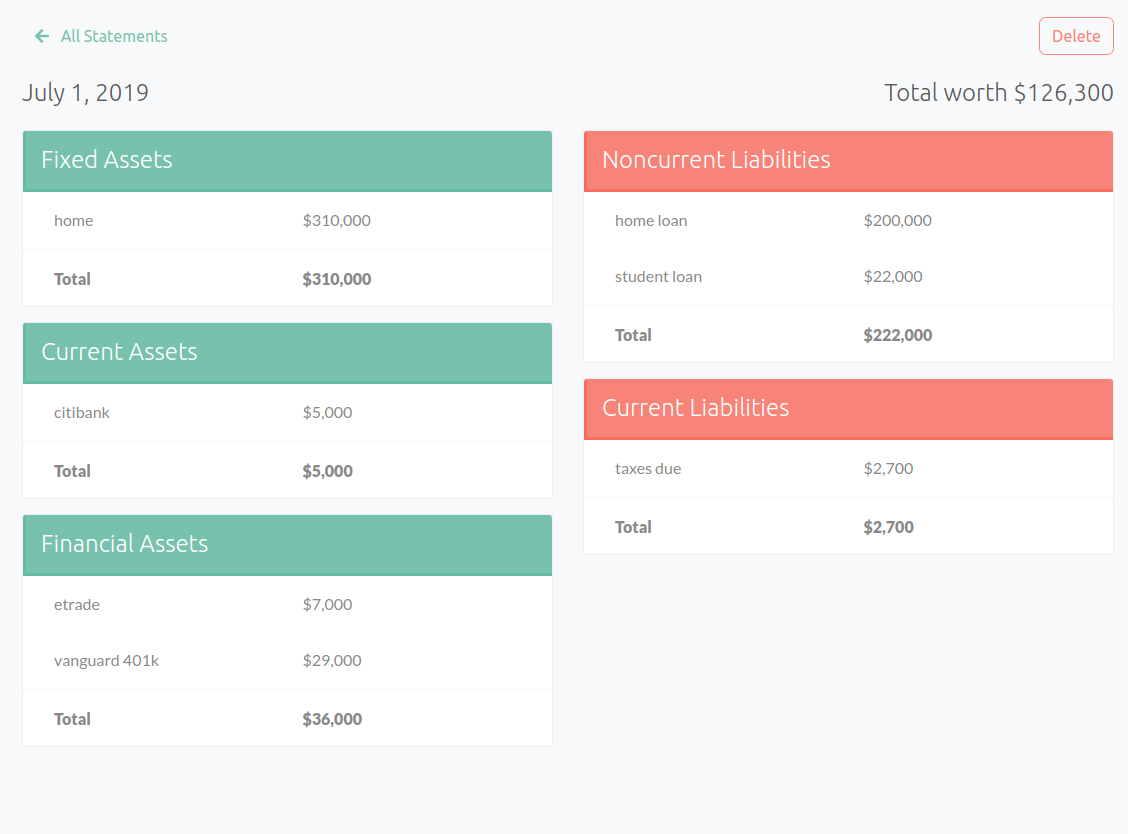 All Statements
Delete
July 1, 2019
Total worth $126,300
Fixed Assets
home $310,000
Total $310,000
Current Assets
citibank $5,000
Total $5,000
Financial Assets
etrade $7,000
vanguard 401k $29,000
Total $36,000
Noncurrent Liabilities
home loan $200,000
student loan $22,000
Total $222,000
Current Liabilities
taxes due $2,700
Total $2,700